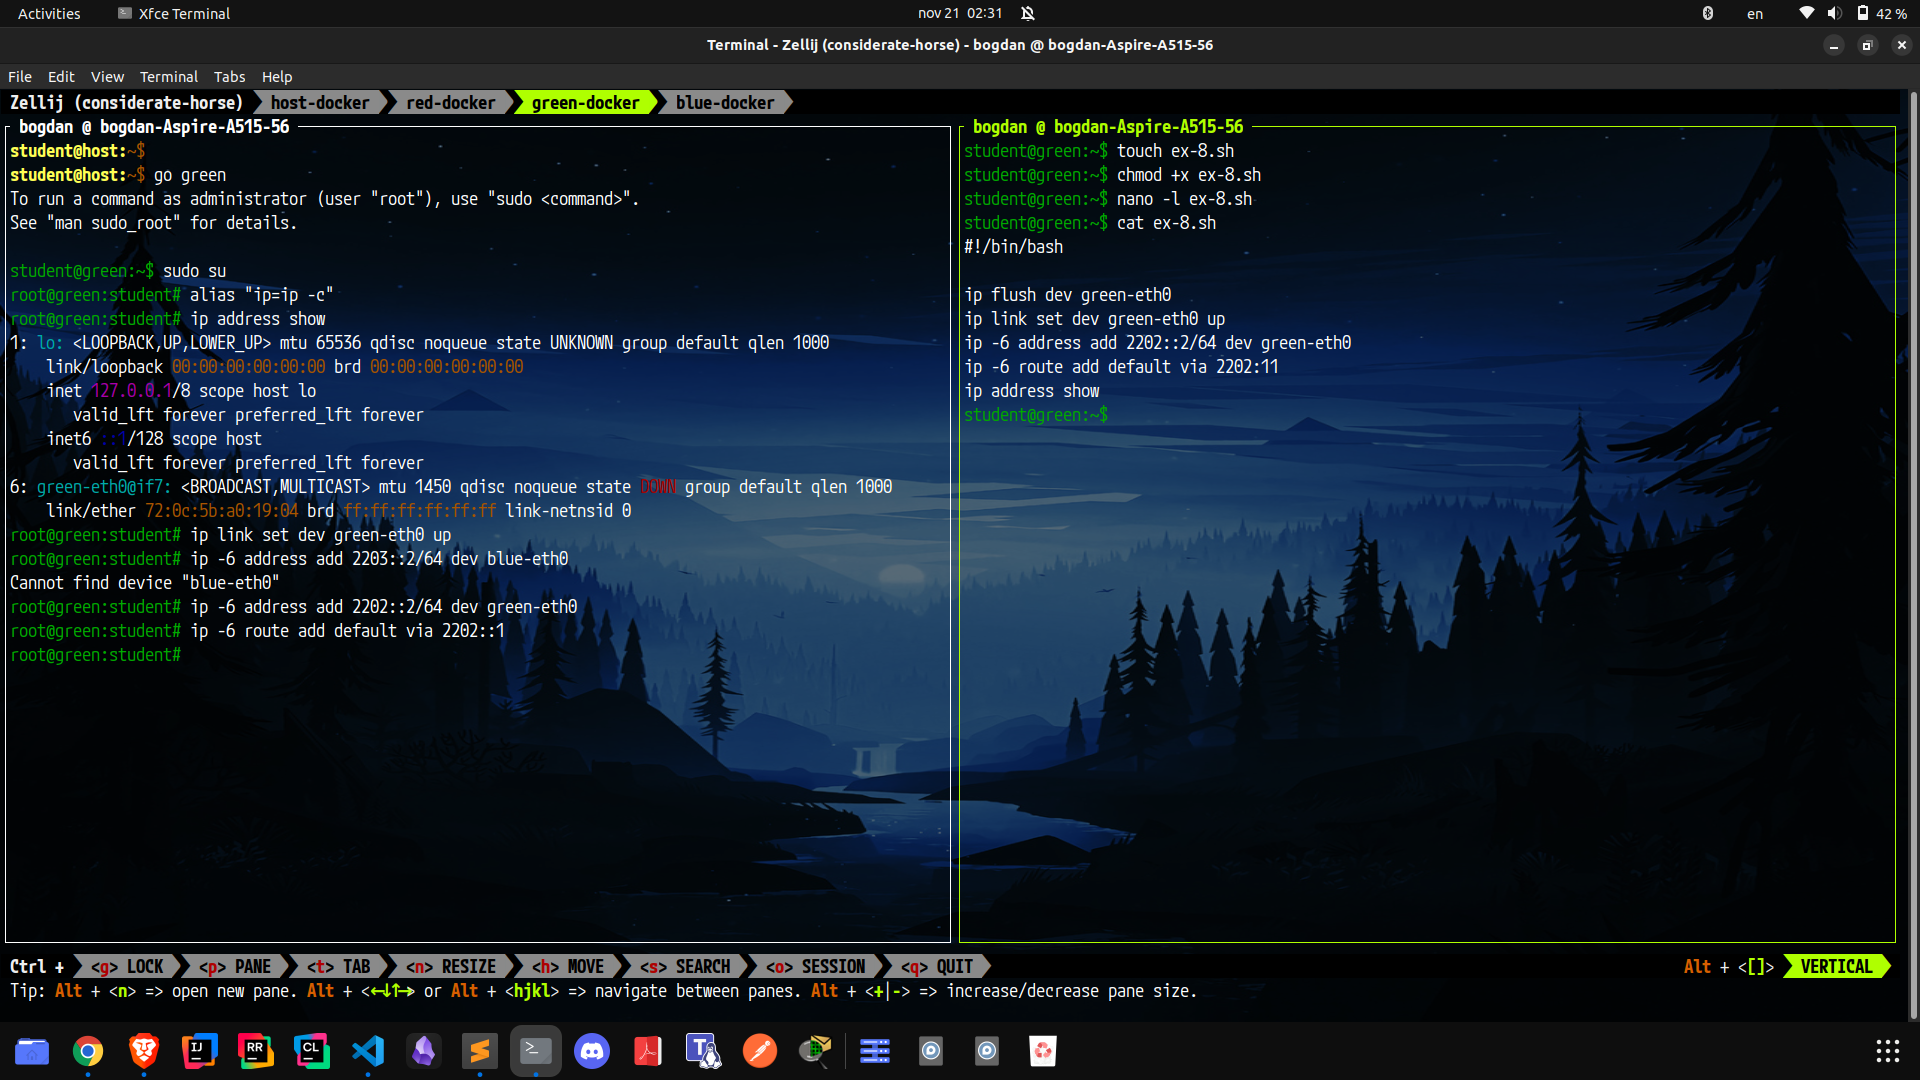 Activities
Xfce Terminal
nov 21 02:31
en
42 %
Terminal - Zellij (considerate-horse) - bogdan @ bogdan-Aspire-A515-56
File Edit View Terminal Tabs Help
Zellij (considerate-horse) host-docker red-docker green-docker blue-docker
bogdan @ bogdan-Aspire-A515-56
student@host:~$
student@host:~$ go green
To run a command as administrator (user "root"), use "sudo <command>".
See "man sudo_root" for details.
student@green:~$ sudo su
root@green:student# alias "ip=ip -c"
root@green:student# ip address show
1: lo: <LOOPBACK,UP,LOWER_UP> mtu 65536 qdisc noqueue state UNKNOWN group default qlen 1000
link/loopback 00:00:00:00:00:00 brd 00:00:00:00:00:00
inet 127.0.0.1/8 scope host lo
valid_lft forever preferred_lft forever
inet6 ::1/128 scope host
valid_lft forever preferred_lft forever
6: green-eth0@if7: <BROADCAST,MULTICAST> mtu 1450 qdisc noqueue state DOWN group default qlen 1000
link/ether 72:0c:5b:a0:19:04 brd ff:ff:ff:ff:ff:ff link-netnsid 0
root@green:student# ip link set dev green-eth0 up
root@green:student# ip -6 address add 2203::2/64 dev blue-eth0
Cannot find device "blue-eth0"
root@green:student# ip -6 address add 2202::2/64 dev green-eth0
root@green:student# ip -6 route add default via 2202::1
root@green:student#
bogdan @ bogdan-Aspire-A515-56
student@green:~$ touch ex-8.sh
student@green:~$ chmod +x ex-8.sh
student@green:~$ nano -l ex-8.sh
student@green:~$ cat ex-8.sh
#!/bin/bash
ip flush dev green-eth0
ip link set dev green-eth0 up
ip -6 address add 2202::2/64 dev green-eth0
ip -6 route add default via 2202:11
ip address show
student@green:~$
Ctrl + <g> LOCK <p> PANE <t> TAB <n> RESIZE <h> MOVE <s> SEARCH <o> SESSION <q> QUIT
Alt + <[]> VERTICAL
Tip: Alt + <n> => open new pane. Alt + <←↓↑→> or Alt + <hjkl> => navigate between panes. Alt + <+|-> => increase/decrease pane size.
IJ
RR
CL
T